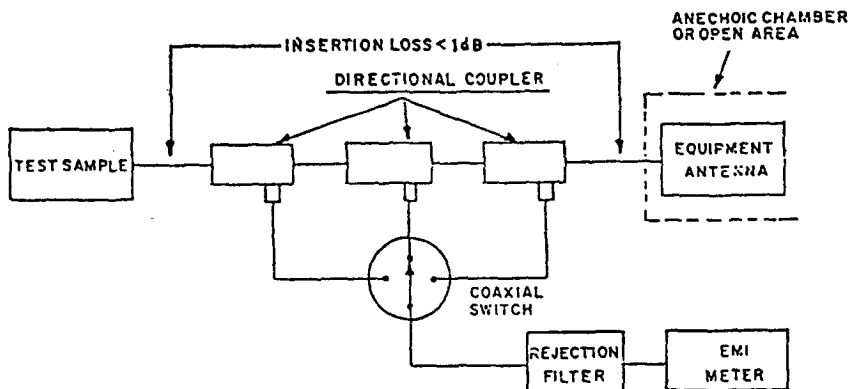 ANECHOIC CHAMBER
OR OPEN AREA
INSERTION LOSS < 1dB
DIRECTIONAL COUPLER
TEST SAMPLE
EQUIPMENT
ANTENNA
COAXIAL
SWITCH
REJECTION
FILTER
EMI
METER